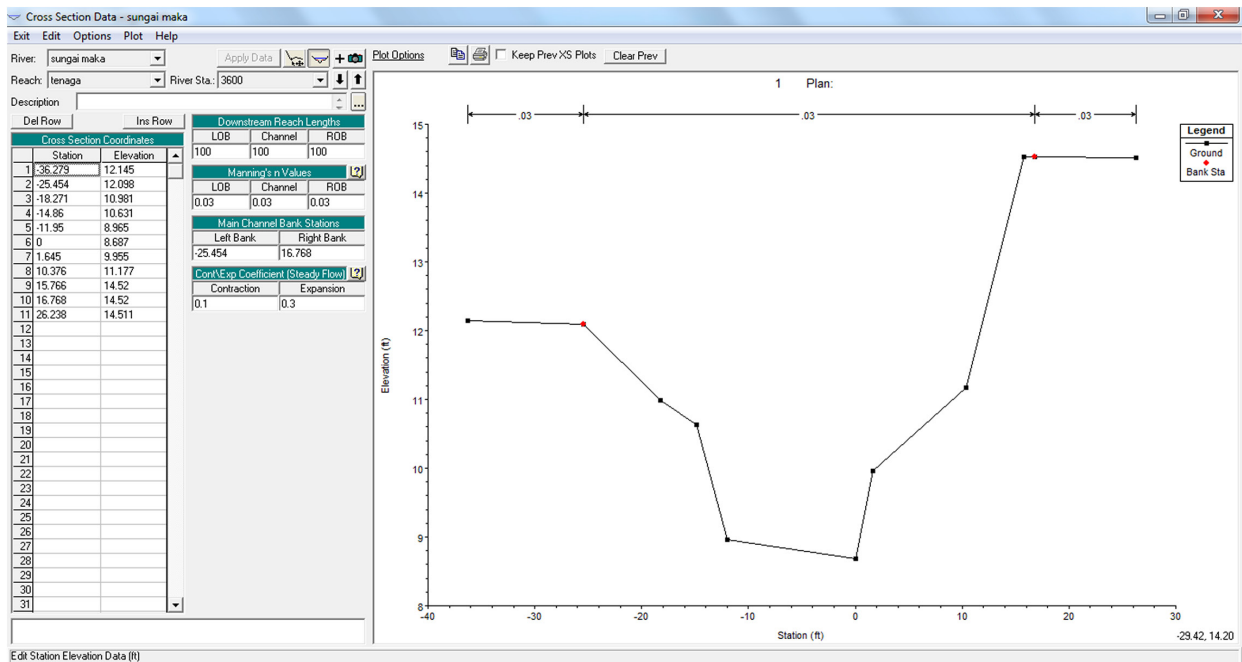 Cross Section Data - sungai maka
Exit Edit Options Plot Help
River: sungai maka Apply Data Plot Options Keep Prev XS Plots Clear Prev
Reach: tenaga River Sta.: 3600
Description ...
Del Row Ins Row
Cross Section Coordinates
Station Elevation
1 -36.279 12.145
2 -25.454 12.098
3 -18.271 10.981
4 -14.86 10.631
5 -11.95 8.965
6 0 8.687
7 1.645 9.955
8 10.376 11.177
9 15.766 14.52
10 16.768 14.52
11 26.238 14.511
12
13
14
15
16
17
18
19
20
21
22
23
24
25
26
27
28
29
30
31
Downstream Reach Lengths
LOB Channel ROB
100 100 100
Manning's n Values ?
LOB Channel ROB
0.03 0.03 0.03
Main Channel Bank Stations
Left Bank Right Bank
-25.454 16.768
Cont\Exp Coefficient (Steady Flow) ?
Contraction Expansion
0.1 0.3
1 Plan:
.03 .03 .03
Legend
Ground
Bank Sta
15
14
13
12
11
10
9
8
Elevation (ft)
-40 -30 -20 -10 0 10 20 30
Station (ft)
-29.42, 14.20
Edit Station Elevation Data (ft)